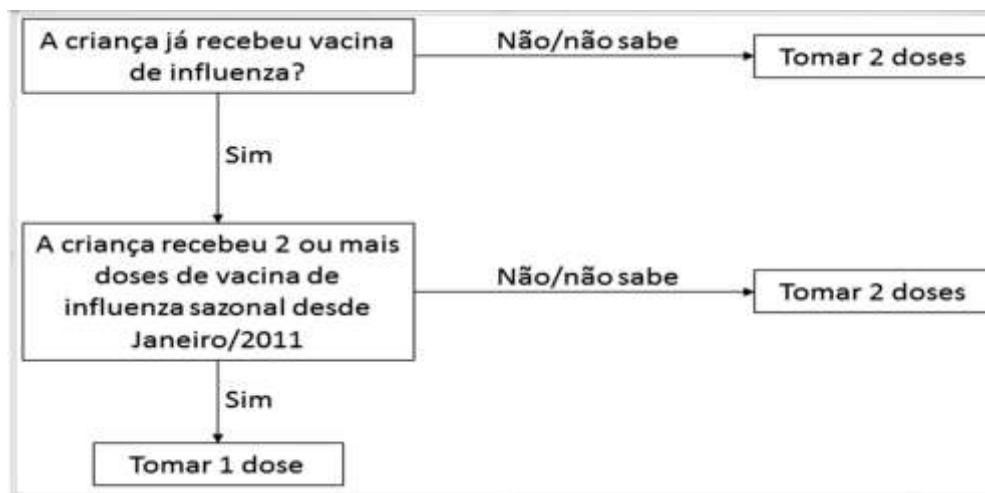 A criança já recebeu vacina
de influenza?
Não/não sabe
Tomar 2 doses
Sim
A criança recebeu 2 ou mais
doses de vacina de
influenza sazonal desde
Janeiro/2011
Não/não sabe
Tomar 2 doses
Sim
Tomar 1 dose